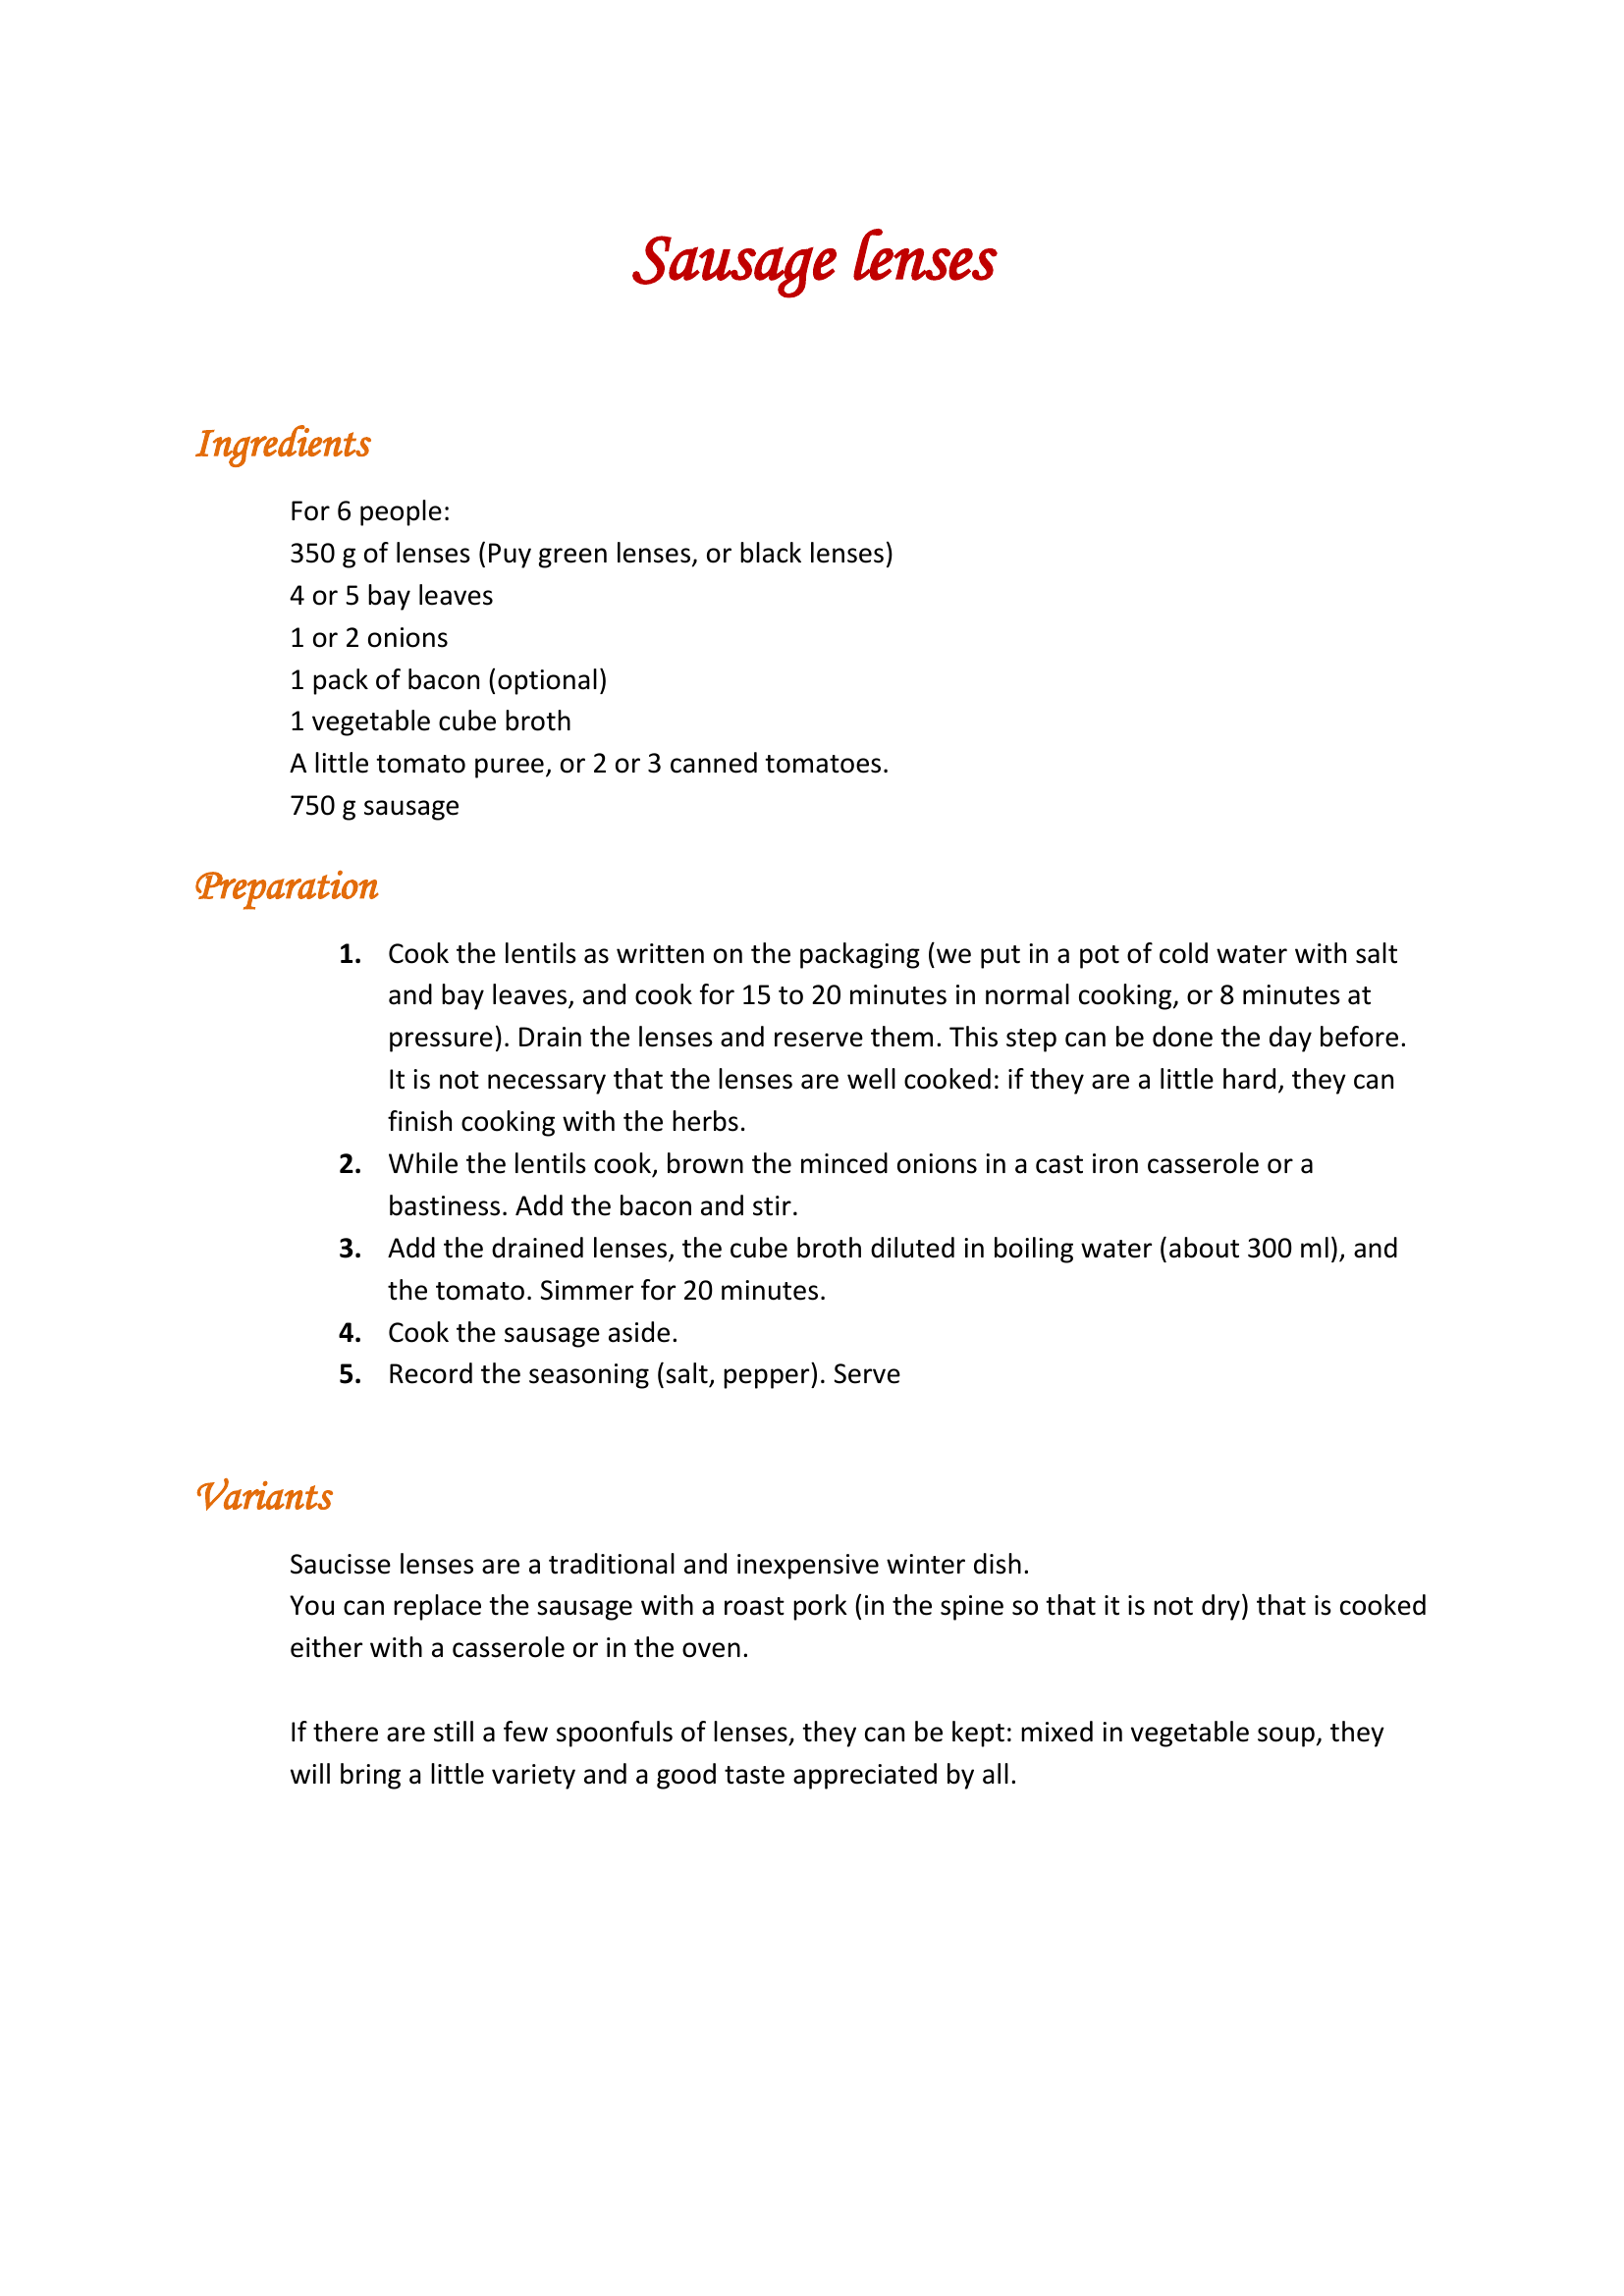 Sausage lenses
Ingredients
For 6 people:
350 g of lenses (Puy green lenses, or black lenses)
4 or 5 bay leaves
1 or 2 onions
1 pack of bacon (optional)
1 vegetable cube broth
A little tomato puree, or 2 or 3 canned tomatoes.
750 g sausage
Preparation
1. Cook the lentils as written on the packaging (we put in a pot of cold water with salt
and bay leaves, and cook for 15 to 20 minutes in normal cooking, or 8 minutes at
pressure). Drain the lenses and reserve them. This step can be done the day before.
It is not necessary that the lenses are well cooked: if they are a little hard, they can
finish cooking with the herbs.
2. While the lentils cook, brown the minced onions in a cast iron casserole or a
bastiness. Add the bacon and stir.
3. Add the drained lenses, the cube broth diluted in boiling water (about 300 ml), and
the tomato. Simmer for 20 minutes.
4. Cook the sausage aside.
5. Record the seasoning (salt, pepper). Serve
Variants
Saucisse lenses are a traditional and inexpensive winter dish.
You can replace the sausage with a roast pork (in the spine so that it is not dry) that is cooked
either with a casserole or in the oven.
If there are still a few spoonfuls of lenses, they can be kept: mixed in vegetable soup, they
will bring a little variety and a good taste appreciated by all.